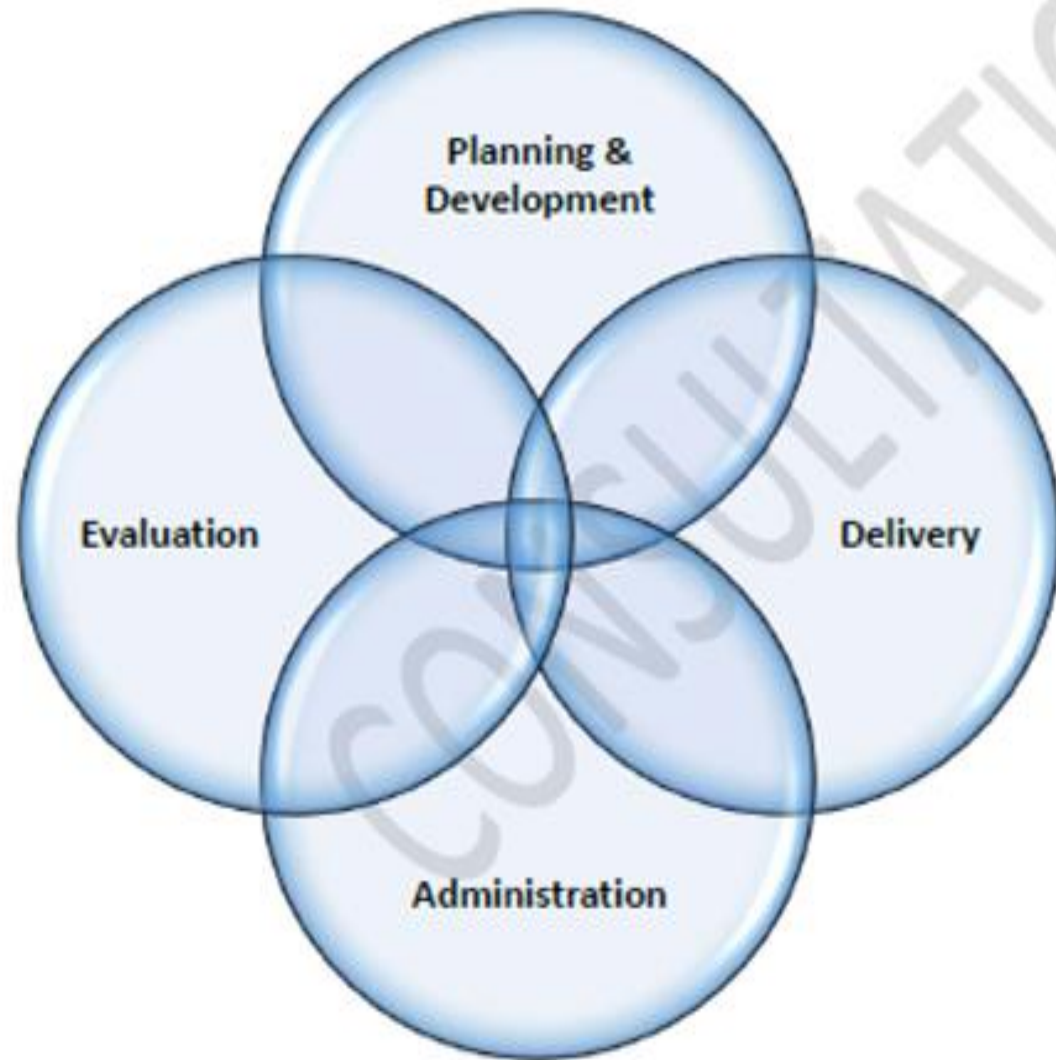 Planning &
Development
Evaluation
Delivery
Administration